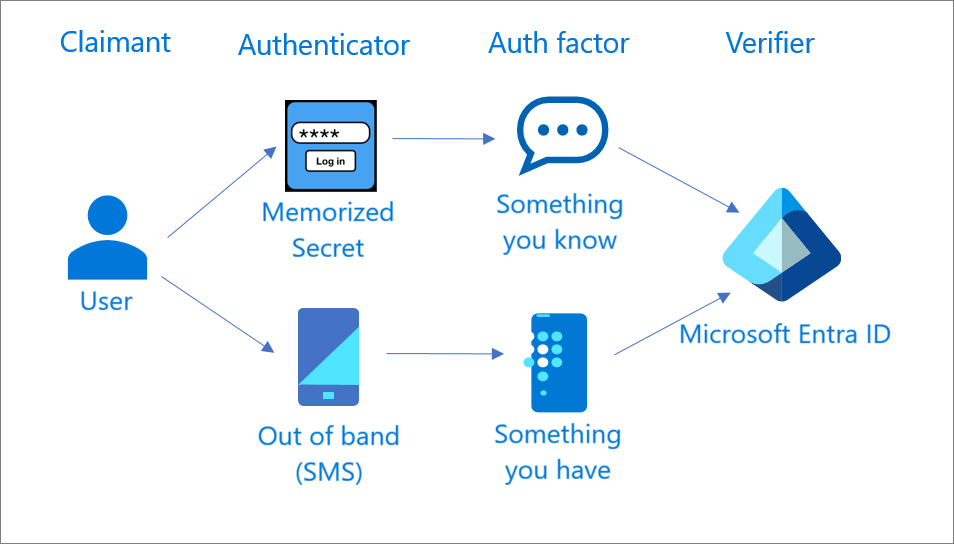 Claimant
Authenticator
Auth factor
Verifier
****
Log in
Memorized
Secret
Something
you know
User
Microsoft Entra ID
Out of band
(SMS)
Something
you have